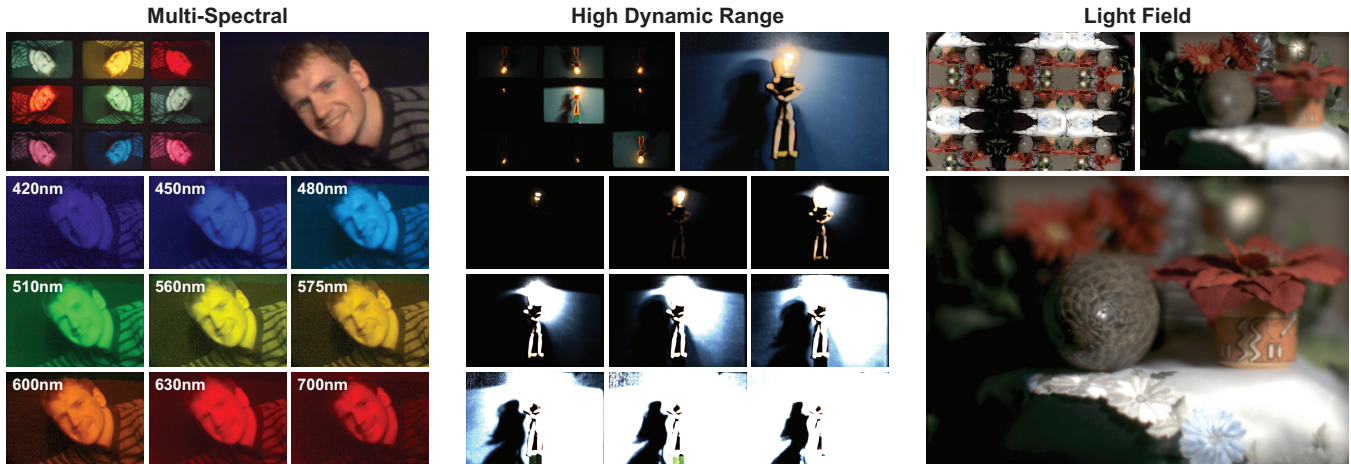 Multi-Spectral
High Dynamic Range
Light Field
420nm
450nm
480nm
510nm
560nm
575nm
600nm
630nm
700nm